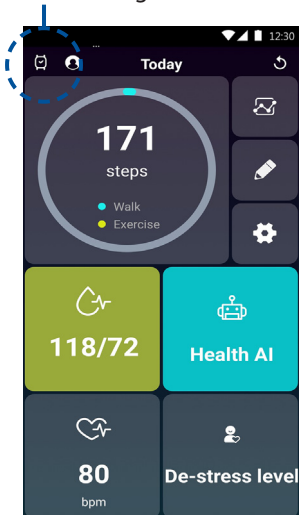 12:30
...
Today
171
steps
Walk
Exercise
118/72
Health AI
80
bpm
De-stress level